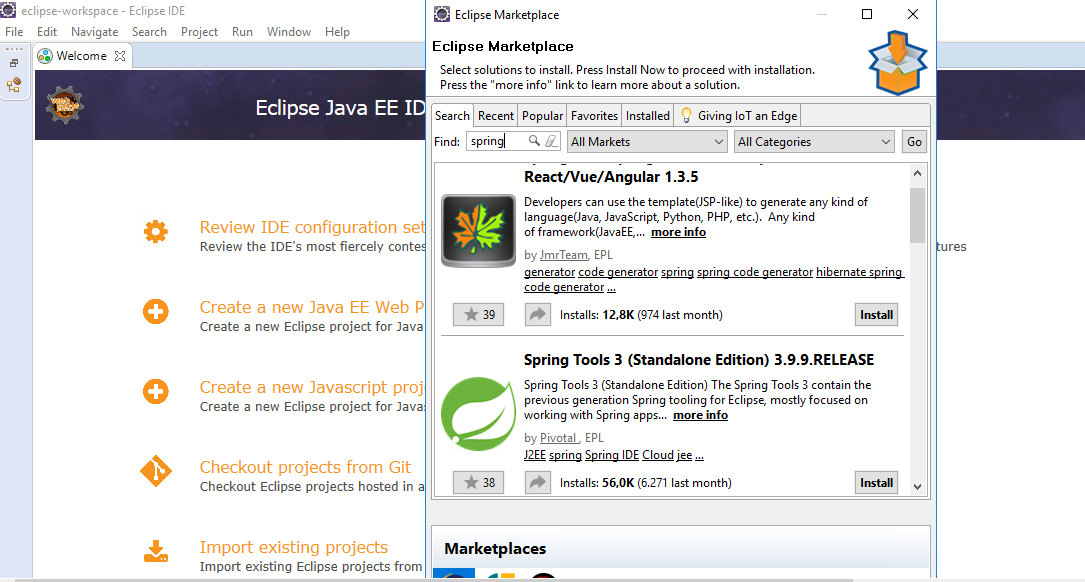 eclipse-workspace - Eclipse IDE
File Edit Navigate Search Project Run Window Help
Welcome
Eclipse Java EE ID
Review IDE configuration set
Review the IDE's most fiercely contes
tures
Create a new Java EE Web P
Create a new Eclipse project for Java
Create a new Javascript proj
Create a new Eclipse project for Javas
Checkout projects from Git
Checkout Eclipse projects hosted in a
Import existing projects
Import existing Eclipse projects from
Eclipse Marketplace
Eclipse Marketplace
Select solutions to install. Press Install Now to proceed with installation.
Press the "more info" link to learn more about a solution.
Search Recent Popular Favorites Installed Giving IoT an Edge
Find: spring All Markets All Categories Go
React/Vue/Angular 1.3.5
Developers can use the template(JSP-like) to generate any kind of
language(Java, JavaScript, Python, PHP, etc.). Any kind
of framework(JavaEE,... more info
by JmrTeam, EPL
generator code generator spring spring code generator hibernate spring
code generator ...
39 Installs: 12,8K (974 last month) Install
Spring Tools 3 (Standalone Edition) 3.9.9.RELEASE
Spring Tools 3 (Standalone Edition) The Spring Tools 3 contain the
previous generation Spring tooling for Eclipse, mostly focused on
working with Spring apps... more info
by Pivotal , EPL
J2EE spring Spring IDE Cloud jee ...
38 Installs: 56,0K (6.271 last month) Install
Marketplaces